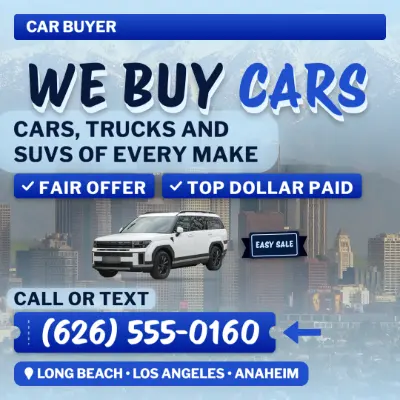 CAR BUYER
WE BUY CARS
CARS, TRUCKS AND
SUVS OF EVERY MAKE
✓ FAIR OFFER
✓ TOP DOLLAR PAID
EASY SALE
CALL OR TEXT
(626) 555-0160
LONG BEACH • LOS ANGELES • ANAHEIM